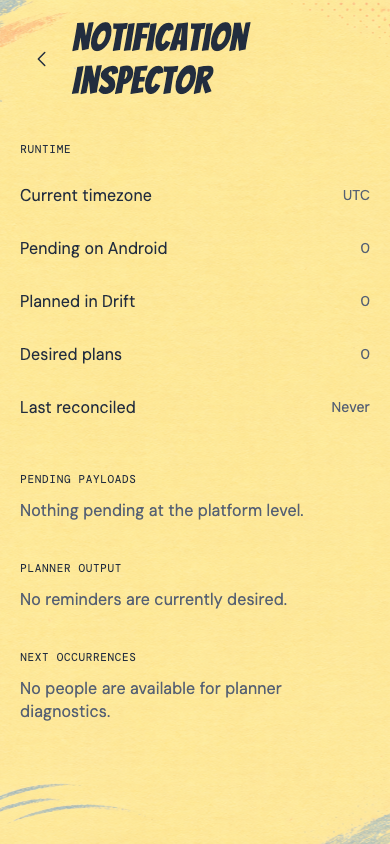 NOTIFICATION
INSPECTOR
RUNTIME
Current timezone UTC
Pending on Android 0
Planned in Drift 0
Desired plans 0
Last reconciled Never
PENDING PAYLOADS
Nothing pending at the platform level.
PLANNER OUTPUT
No reminders are currently desired.
NEXT OCCURRENCES
No people are available for planner
diagnostics.